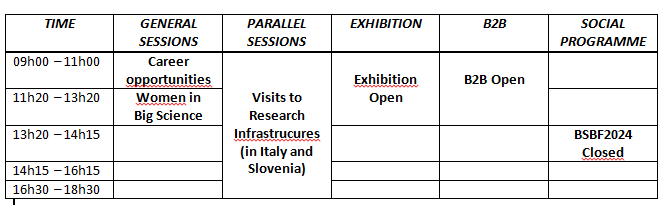 TIME
GENERAL SESSIONS
PARALLEL SESSIONS
EXHIBITION
B2B
SOCIAL PROGRAMME
09h00 – 11h00
Career
opportunities
11h20 – 13h20
Women in
Big Science
Visits to
Research
Infrastrucures
(in Italy and
Slovenia)
Exhibition
Open
B2B Open
13h20 – 14h15
BSBF2024
Closed
14h15 – 16h15
16h30 – 18h30